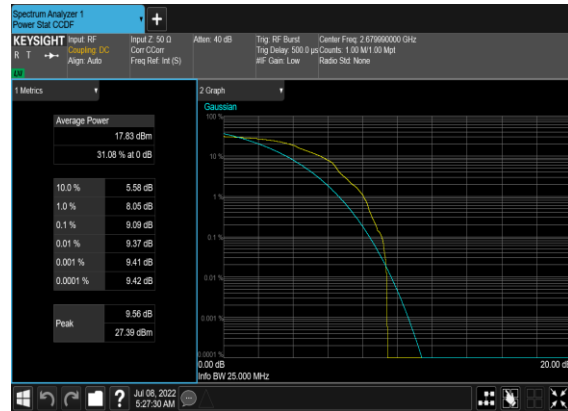 Spectrum Analyzer 1
Power Stat CCDF
KEYSIGHT
R T
LV
Input: RF
Coupling: DC
Align: Auto
Input Z: 50 Ω
Corr CCorr
Freq Ref: Int (S)
Atten: 40 dB
Trig: RF Burst
Trig Delay: 500.0 µs
#IF Gain: Low
Center Freq: 2.679990000 GHz
Counts: 1.00 M/1.00 Mpt
Radio Std: None
1 Metrics
Average Power
17.83 dBm
31.08 % at 0 dB
10.0 % 5.58 dB
1.0 % 8.05 dB
0.1 % 9.09 dB
0.01 % 9.37 dB
0.001 % 9.41 dB
0.0001 % 9.42 dB
Peak 9.56 dB
27.39 dBm
2 Graph
Gaussian
100 %
10 %
1 %
0.1 %
0.01 %
0.001 %
0.0001 %
0.00 dB 20.00 dB
Info BW 25.000 MHz
? Jul 08, 2022
5:27:30 AM